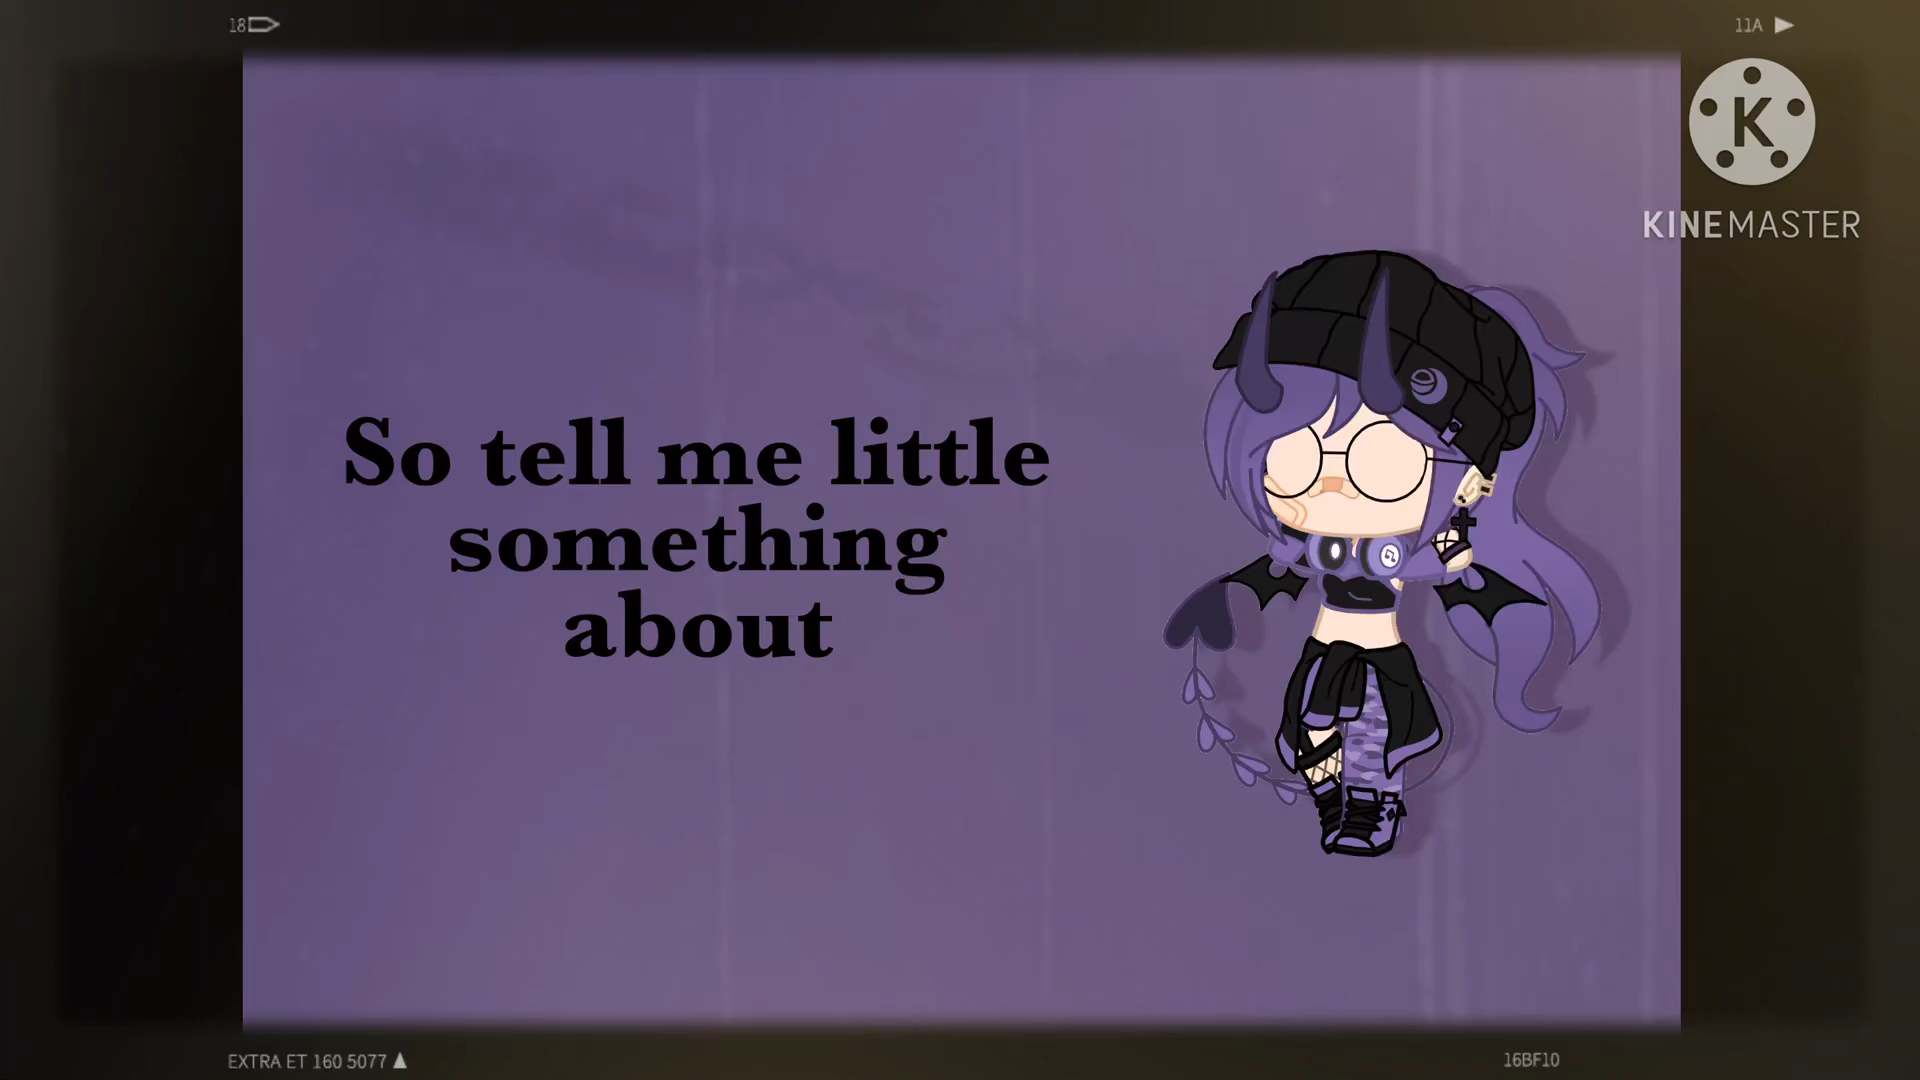 18
11A
K
KINEMASTER
So tell me little
something
about
EXTRA ET 160 5077
16BF10